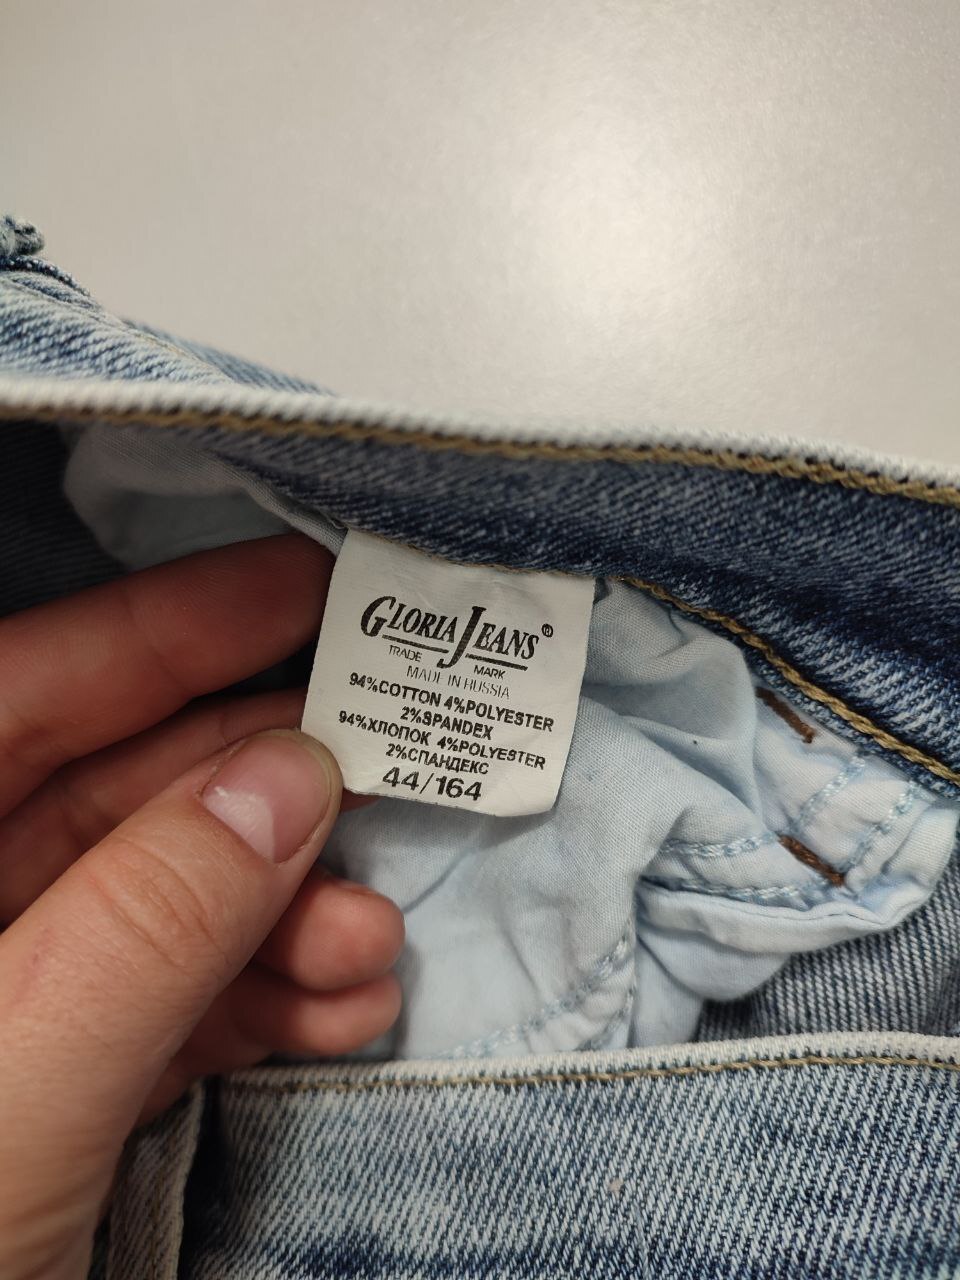 GLORIA JEANS®
TRADE MARK
MADE IN RUSSIA
94%COTTON 4%POLYESTER
2%SPANDEX
94%ХЛОПОК 4%POLYESTER
2%СПАНДЕКС
44/164